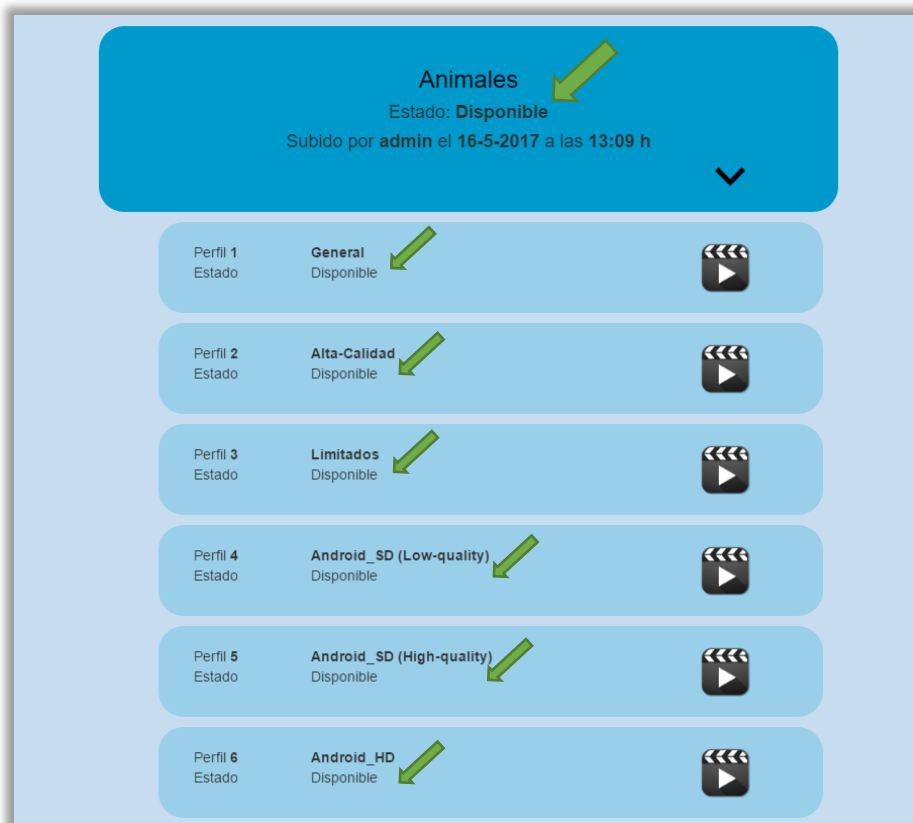 Animales
Estado: Disponible
Subido por admin el 16-5-2017 a las 13:09 h
Perfil 1 General
Estado Disponible
Perfil 2 Alta-Calidad
Estado Disponible
Perfil 3 Limitados
Estado Disponible
Perfil 4 Android_SD (Low-quality)
Estado Disponible
Perfil 5 Android_SD (High-quality)
Estado Disponible
Perfil 6 Android_HD
Estado Disponible